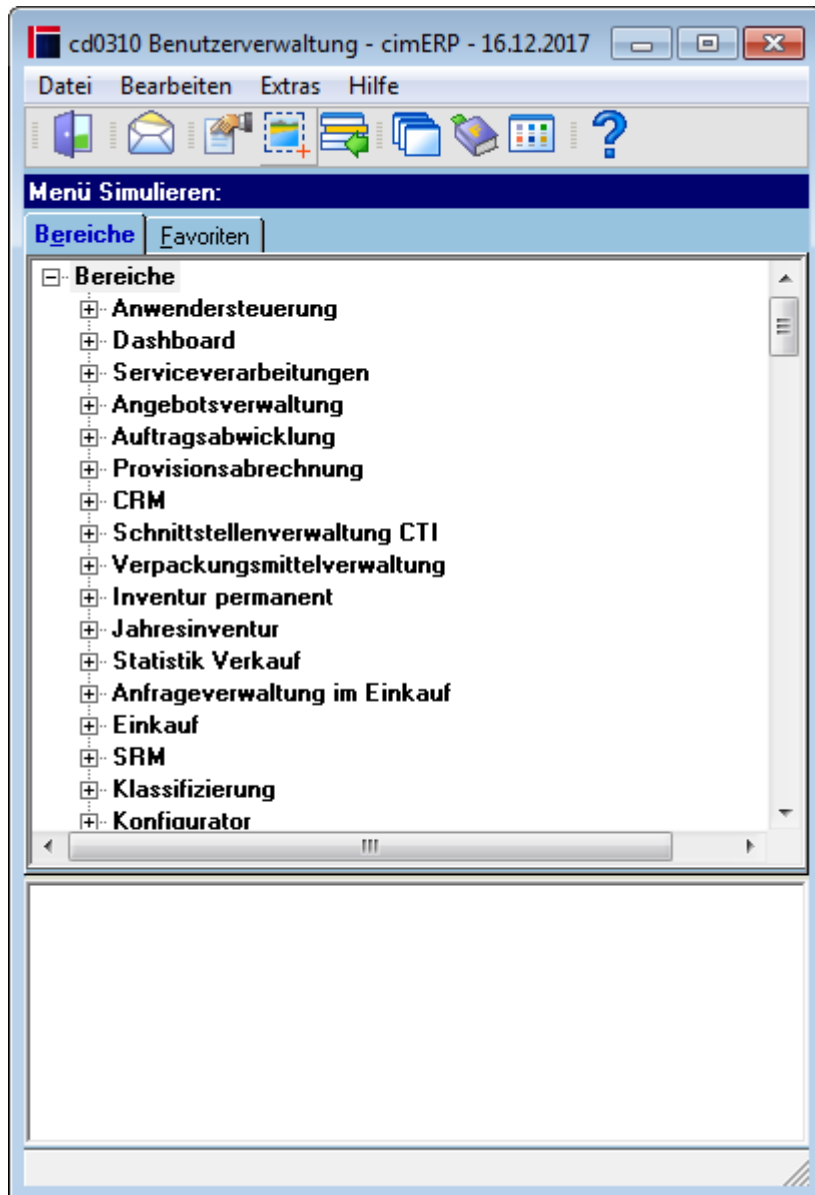 cd0310 Benutzerverwaltung - cimERP - 16.12.2017
Datei Bearbeiten Extras Hilfe
Menü Simulieren:
Bereiche Favoriten
Bereiche
Anwendersteuerung
Dashboard
Serviceverarbeitungen
Angebotsverwaltung
Auftragsabwicklung
Provisionsabrechnung
CRM
Schnittstellenverwaltung CTI
Verpackungsmittelverwaltung
Inventur permanent
Jahresinventur
Statistik Verkauf
Anfrageverwaltung im Einkauf
Einkauf
SRM
Klassifizierung
Konfigurator